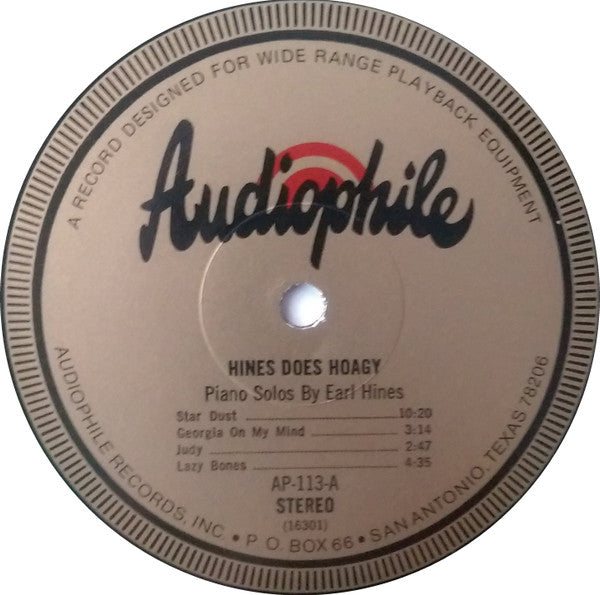 A RECORD DESIGNED FOR WIDE RANGE PLAYBACK EQUIPMENT
Audiophile
HINES DOES HOAGY
Piano Solos By Earl Hines
Star Dust 10:20
Georgia On My Mind 3:14
Judy 2:47
Lazy Bones 4:35
AP-113-A
STEREO
(16301)
AUDIOPHILE RECORDS, INC. • P. O. BOX 66 • SAN ANTONIO, TEXAS 78206